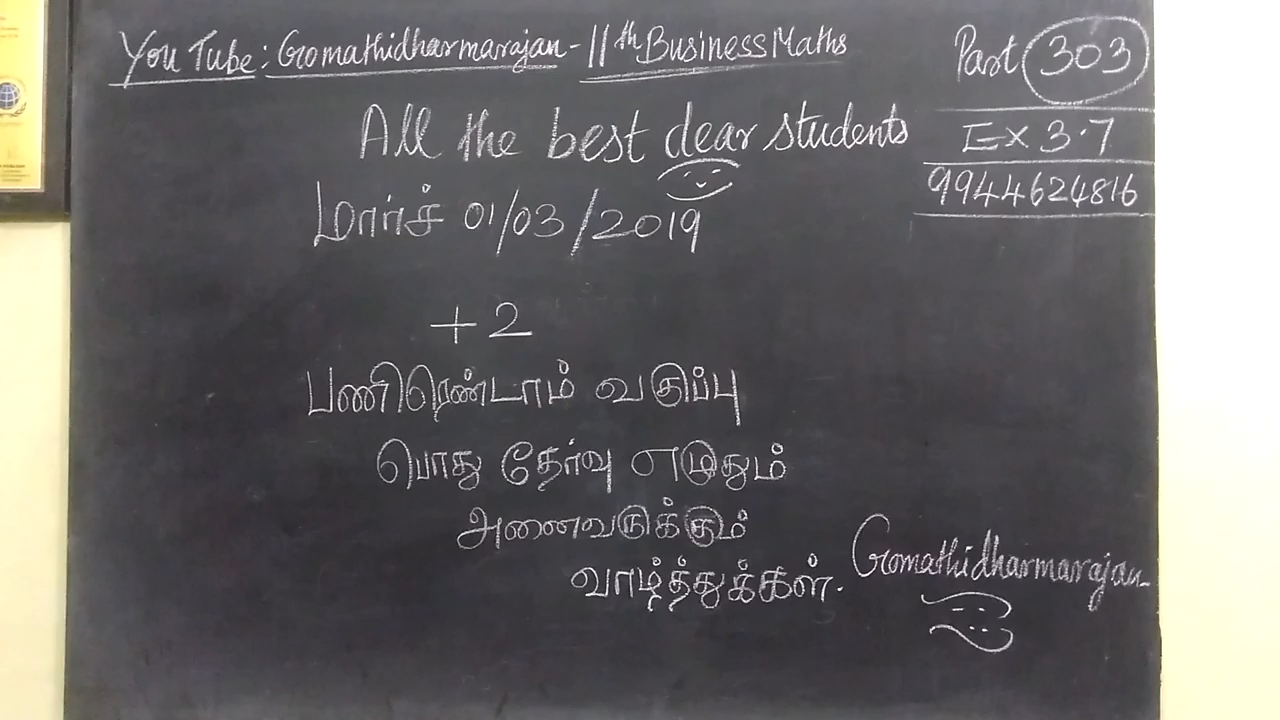 You Tube: Gomathidharmarajan - 11th Business Maths
Part 303
All the best dear students
Ex 3.7
9944624816
மார்ச் 01/03/2019
+2
பணிரெண்டாம் வகுப்பு
பொது தேர்வு எழுதும்
அனைவருக்கும்
வாழ்த்துக்கள்.
Gomathidharmarajan